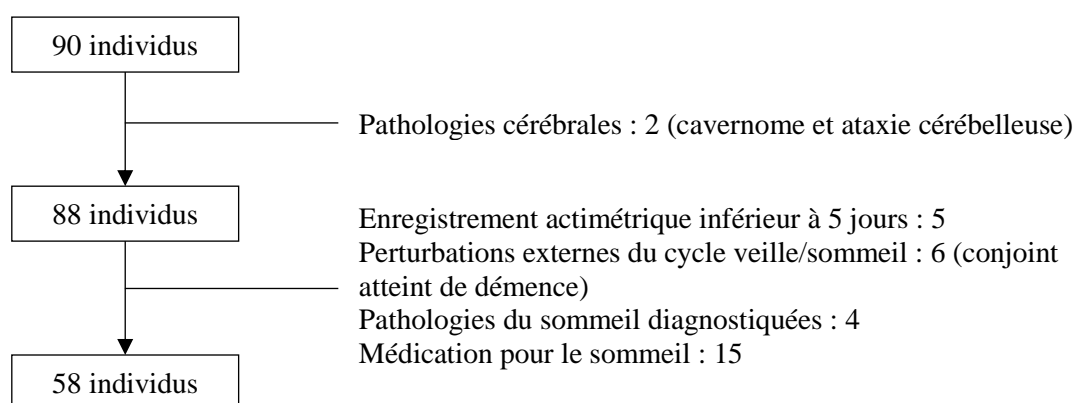 90 individus
Pathologies cérébrales : 2 (cavernome et ataxie cérébelleuse)
88 individus
Enregistrement actimétrique inférieur à 5 jours : 5
Perturbations externes du cycle veille/sommeil : 6 (conjoint
atteint de démence)
Pathologies du sommeil diagnostiquées : 4
Médication pour le sommeil : 15
58 individus